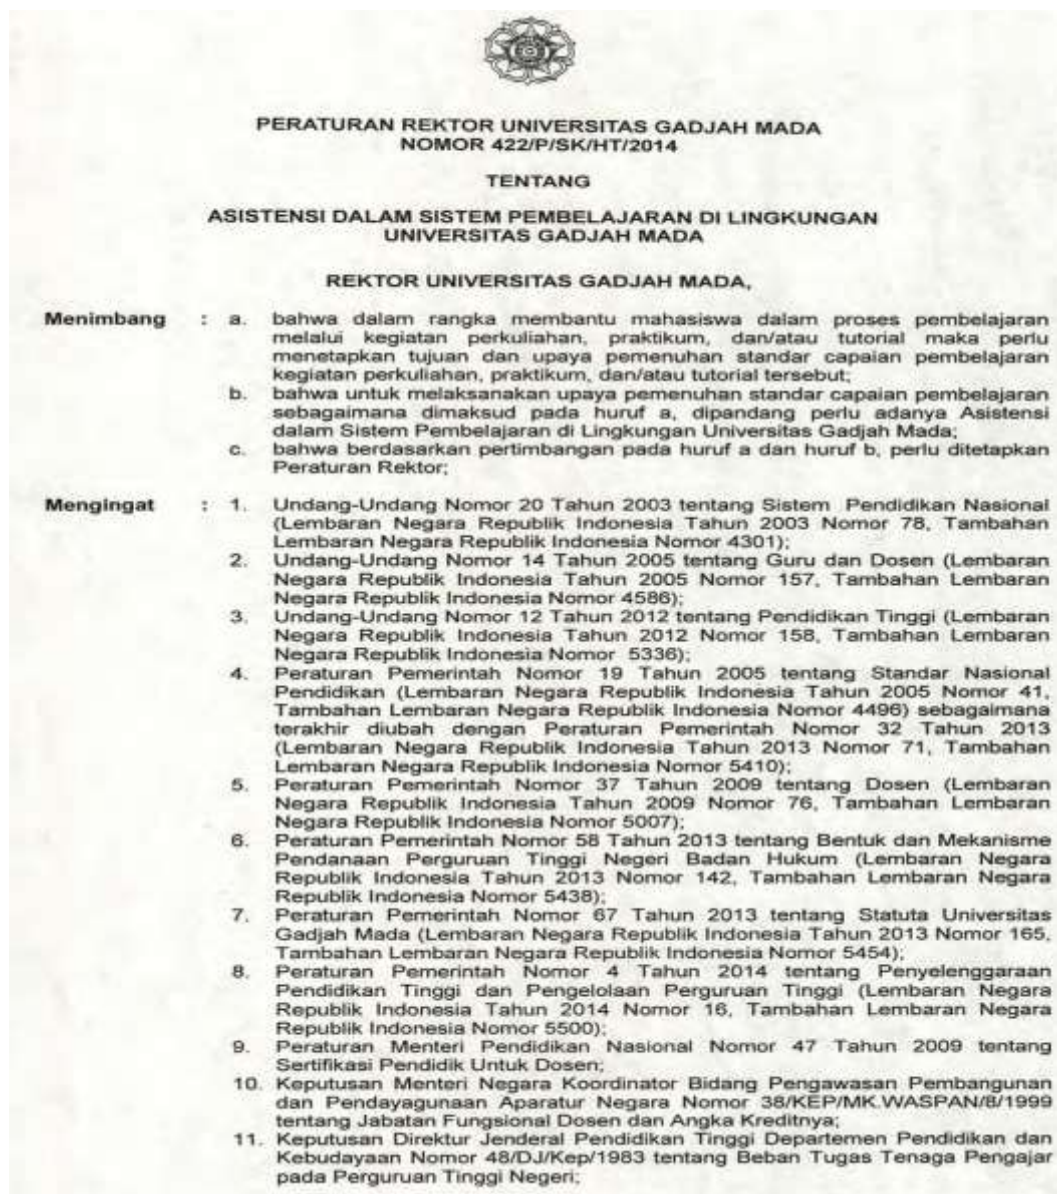 PERATURAN REKTOR UNIVERSITAS GADJAH MADA
NOMOR 422/P/SK/HT/2014
TENTANG
ASISTENSI DALAM SISTEM PEMBELAJARAN DI LINGKUNGAN
UNIVERSITAS GADJAH MADA
REKTOR UNIVERSITAS GADJAH MADA,
Menimbang : a. bahwa dalam rangka membantu mahasiswa dalam proses pembelajaran
melalui kegiatan perkuliahan, praktikum, dan/atau tutorial maka perlu
menetapkan tujuan dan upaya pemenuhan standar capaian pembelajaran
kegiatan perkuliahan, praktikum, dan/atau tutorial tersebut;
b. bahwa untuk melaksanakan upaya pemenuhan standar capaian pembelajaran
sebagaimana dimaksud pada huruf a, dipandang perlu adanya Asistensi
dalam Sistem Pembelajaran di Lingkungan Universitas Gadjah Mada;
c. bahwa berdasarkan pertimbangan pada huruf a dan huruf b, perlu ditetapkan
Peraturan Rektor;
Mengingat : 1. Undang-Undang Nomor 20 Tahun 2003 tentang Sistem Pendidikan Nasional
(Lembaran Negara Republik Indonesia Tahun 2003 Nomor 78, Tambahan
Lembaran Negara Republik Indonesia Nomor 4301);
2. Undang-Undang Nomor 14 Tahun 2005 tentang Guru dan Dosen (Lembaran
Negara Republik Indonesia Tahun 2005 Nomor 157, Tambahan Lembaran
Negara Republik Indonesia Nomor 4586);
3. Undang-Undang Nomor 12 Tahun 2012 tentang Pendidikan Tinggi (Lembaran
Negara Republik Indonesia Tahun 2012 Nomor 158, Tambahan Lembaran
Negara Republik Indonesia Nomor 5336);
4. Peraturan Pemerintah Nomor 19 Tahun 2005 tentang Standar Nasional
Pendidikan (Lembaran Negara Republik Indonesia Tahun 2005 Nomor 41,
Tambahan Lembaran Negara Republik Indonesia Nomor 4496) sebagaimana
terakhir diubah dengan Peraturan Pemerintah Nomor 32 Tahun 2013
(Lembaran Negara Republik Indonesia Tahun 2013 Nomor 71, Tambahan
Lembaran Negara Republik Indonesia Nomor 5410);
5. Peraturan Pemerintah Nomor 37 Tahun 2009 tentang Dosen (Lembaran
Negara Republik Indonesia Tahun 2009 Nomor 76, Tambahan Lembaran
Negara Republik Indonesia Nomor 5007);
6. Peraturan Pemerintah Nomor 58 Tahun 2013 tentang Bentuk dan Mekanisme
Pendanaan Perguruan Tinggi Negeri Badan Hukum (Lembaran Negara
Republik Indonesia Tahun 2013 Nomor 142, Tambahan Lembaran Negara
Republik Indonesia Nomor 5438);
7. Peraturan Pemerintah Nomor 67 Tahun 2013 tentang Statuta Universitas
Gadjah Mada (Lembaran Negara Republik Indonesia Tahun 2013 Nomor 165,
Tambahan Lembaran Negara Republik Indonesia Nomor 5454);
8. Peraturan Pemerintah Nomor 4 Tahun 2014 tentang Penyelenggaraan
Pendidikan Tinggi dan Pengelolaan Perguruan Tinggi (Lembaran Negara
Republik Indonesia Tahun 2014 Nomor 16, Tambahan Lembaran Negara
Republik Indonesia Nomor 5500);
9. Peraturan Menteri Pendidikan Nasional Nomor 47 Tahun 2009 tentang
Sertifikasi Pendidik Untuk Dosen;
10. Keputusan Menteri Negara Koordinator Bidang Pengawasan Pembangunan
dan Pendayagunaan Aparatur Negara Nomor 38/KEP/MK.WASPAN/8/1999
tentang Jabatan Fungsional Dosen dan Angka Kreditnya;
11. Keputusan Direktur Jenderal Pendidikan Tinggi Departemen Pendidikan dan
Kebudayaan Nomor 48/DJ/Kep/1983 tentang Beban Tugas Tenaga Pengajar
pada Perguruan Tinggi Negeri;